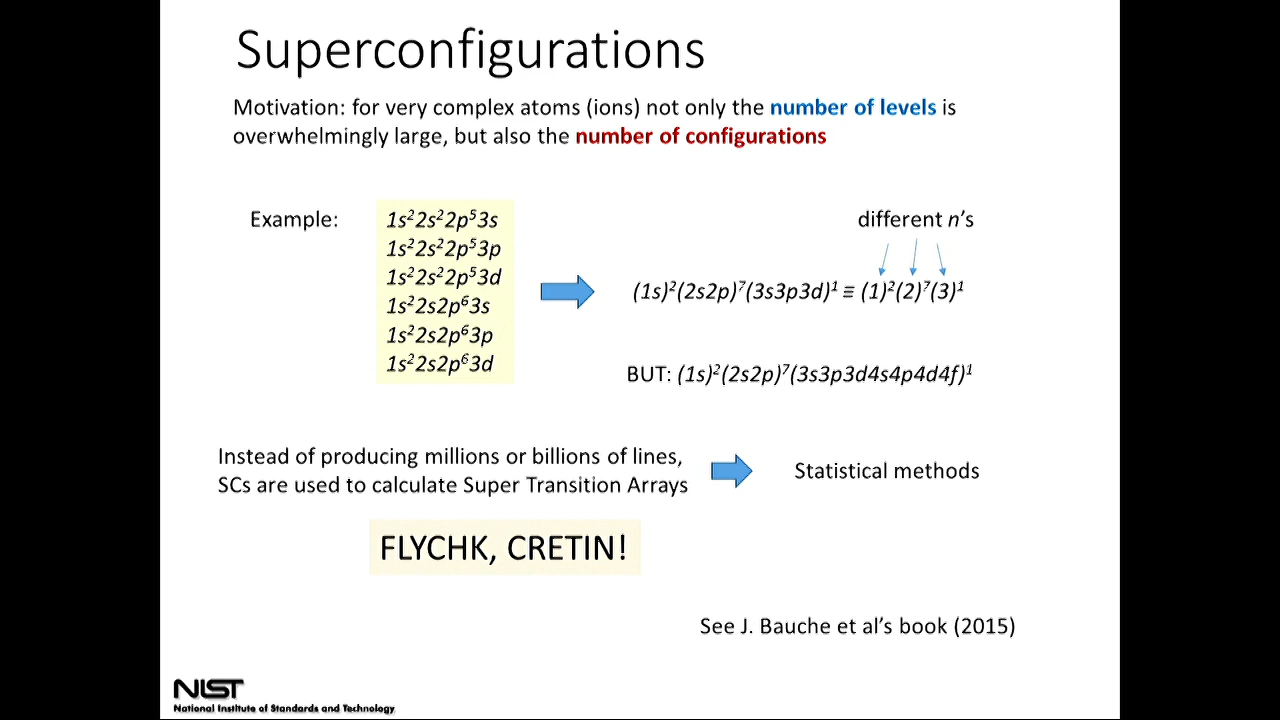 Superconfigurations
Motivation: for very complex atoms (ions) not only the number of levels is
overwhelmingly large, but also the number of configurations
Example:
1s²2s²2p⁵3s
1s²2s²2p⁵3p
1s²2s²2p⁵3d
1s²2s2p⁶3s
1s²2s2p⁶3p
1s²2s2p⁶3d
different n's
(1s)²(2s2p)⁷(3s3p3d)¹ ≡ (1)²(2)⁷(3)¹
BUT: (1s)²(2s2p)⁷(3s3p3d4s4p4d4f)¹
Instead of producing millions or billions of lines,
SCs are used to calculate Super Transition Arrays
Statistical methods
FLYCHK, CRETIN!
See J. Bauche et al's book (2015)
NIST
National Institute of Standards and Technology